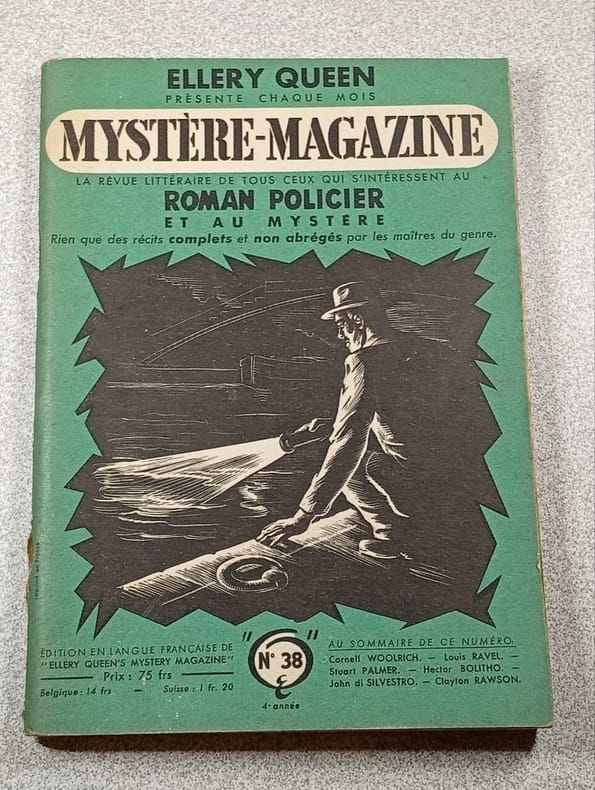 ELLERY QUEEN
PRÉSENTE CHAQUE MOIS
MYSTÈRE-MAGAZINE
LA REVUE LITTÉRAIRE DE TOUS CEUX QUI S'INTÉRESSENT AU
ROMAN POLICIER
ET AU MYSTÈRE
Rien que des récits complets et non abrégés par les maîtres du genre.
Imprimé en France
ÉDITION EN LANGUE FRANÇAISE DE
"ELLERY QUEEN'S MYSTERY MAGAZINE"
Prix : 75 frs
Belgique : 14 frs — Suisse : 1 fr. 20
"N° 38"
4e année
AU SOMMAIRE DE CE NUMÉRO:
Cornell WOOLRICH. — Louis RAVEL. —
Stuart PALMER. — Hector BOLITHO. —
John di SILVESTRO. — Clayton RAWSON.